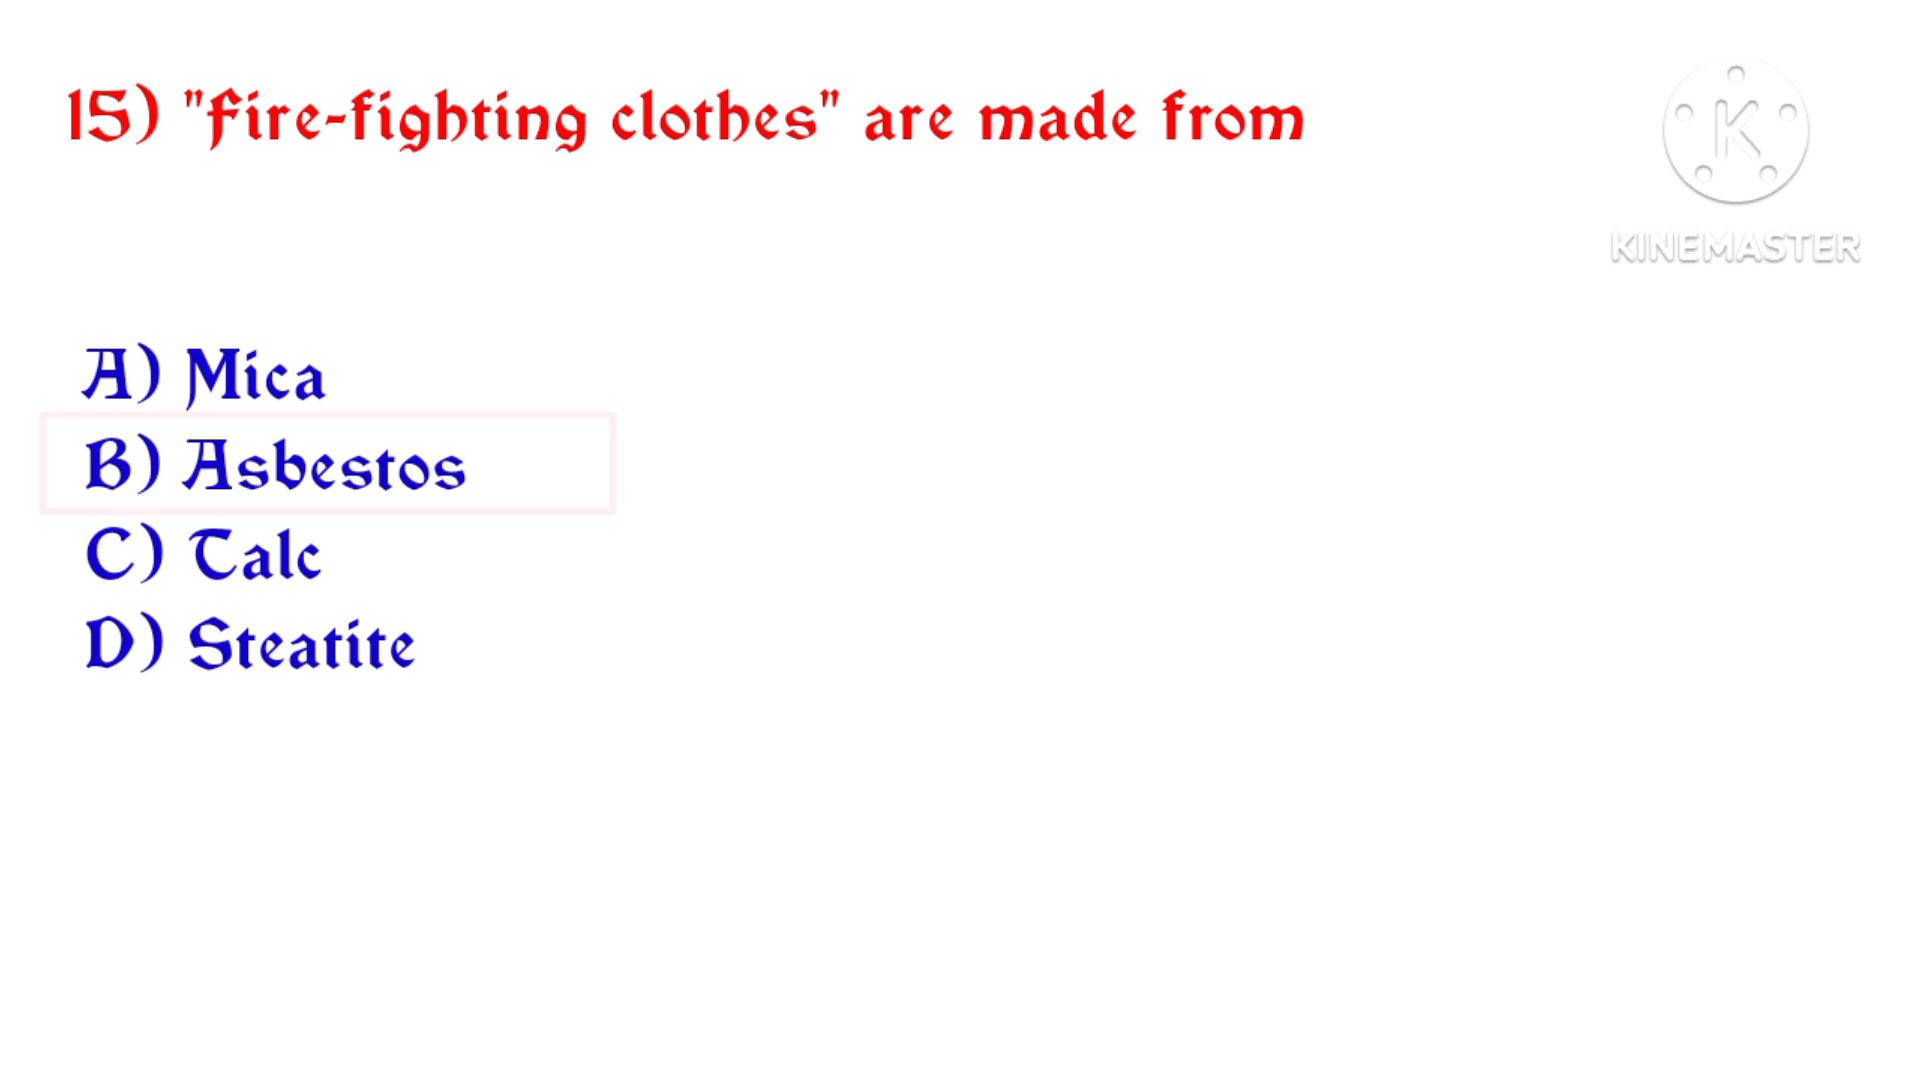 15) "Fire-fighting clothes" are made from
K
KINEMASTER
A) Mica
B) Asbestos
C) Talc
D) Steatite